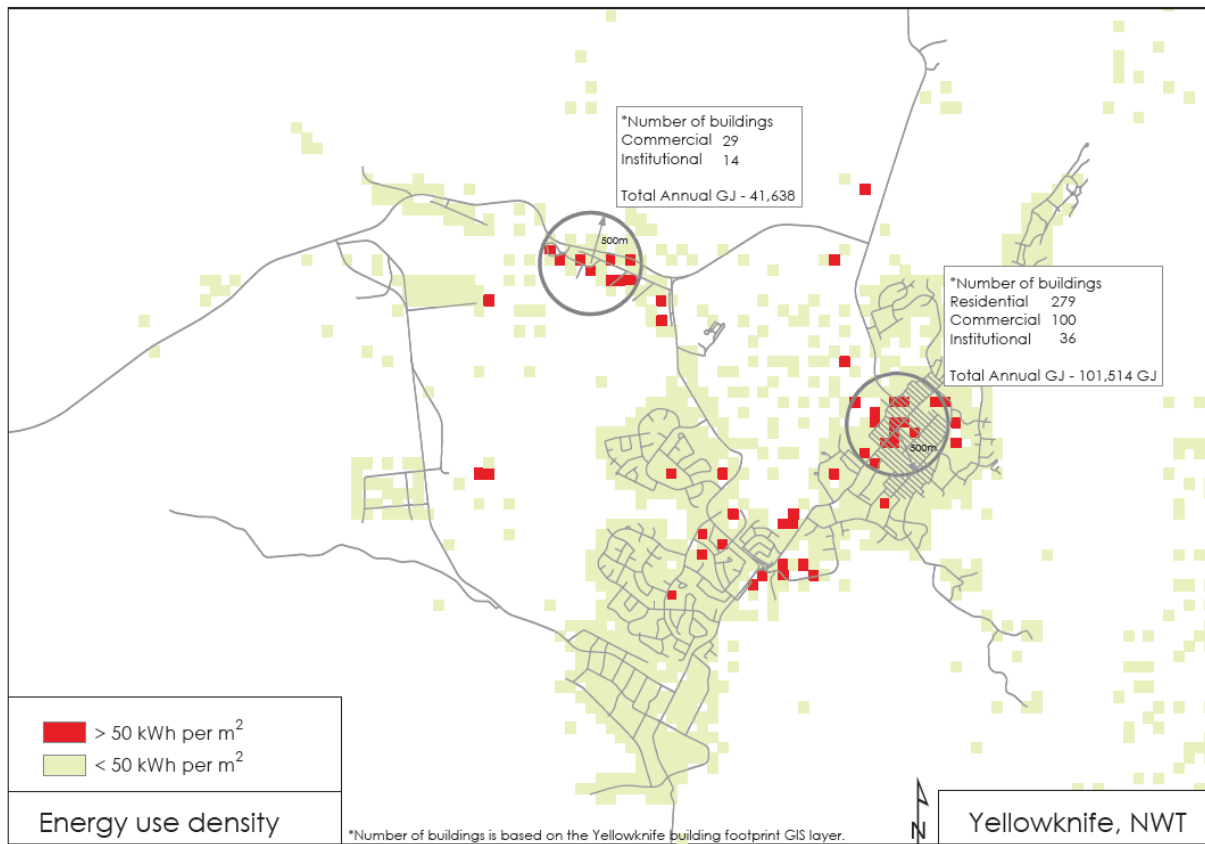 *Number of buildings
Commercial 29
Institutional 14
Total Annual GJ - 41,638
500m
*Number of buildings
Residential 279
Commercial 100
Institutional 36
Total Annual GJ - 101,514 GJ
500m
> 50 kWh per m²
< 50 kWh per m²
Energy use density
*Number of buildings is based on the Yellowknife building footprint GIS layer.
N
Yellowknife, NWT